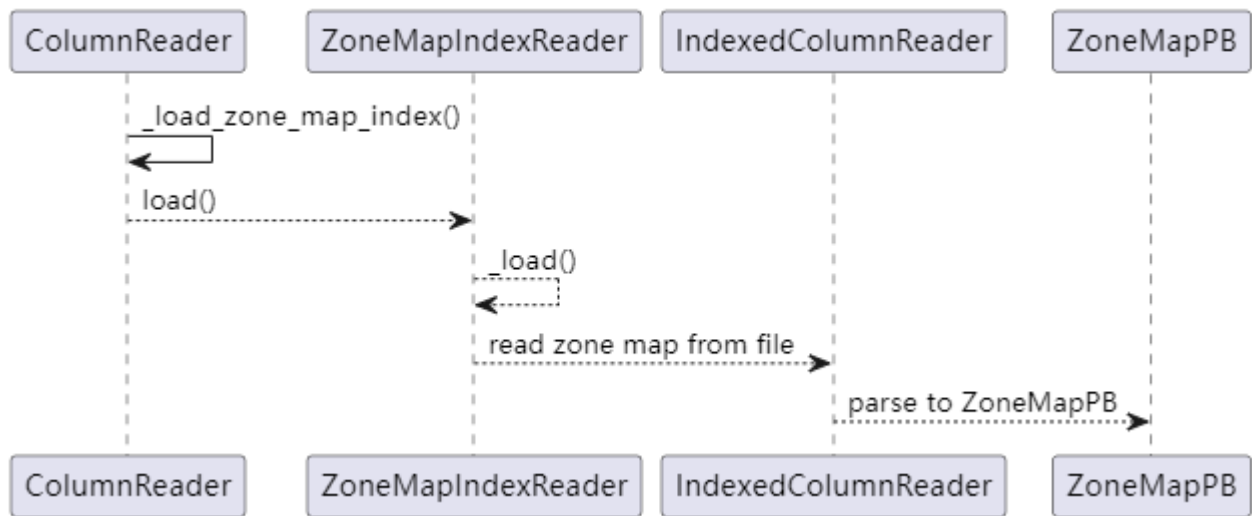 ColumnReader ZoneMapIndexReader IndexedColumnReader ZoneMapPB
_load_zone_map_index()
load()
_load()
read zone map from file
parse to ZoneMapPB
ColumnReader ZoneMapIndexReader IndexedColumnReader ZoneMapPB